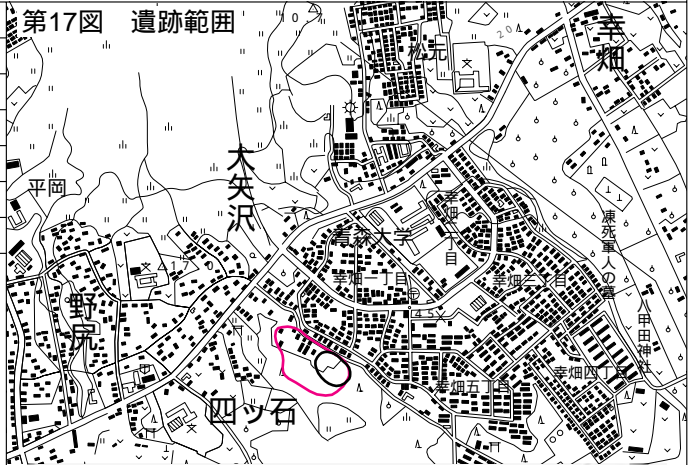 第17図 遺跡範囲
幸畑
松元
大矢沢
平岡
幸畑二丁目
青森大学
凍死軍人の墓
幸畑一丁目
幸畑三丁目
野尻
八甲田神社
幸畑四丁目
幸畑五丁目
四ッ石